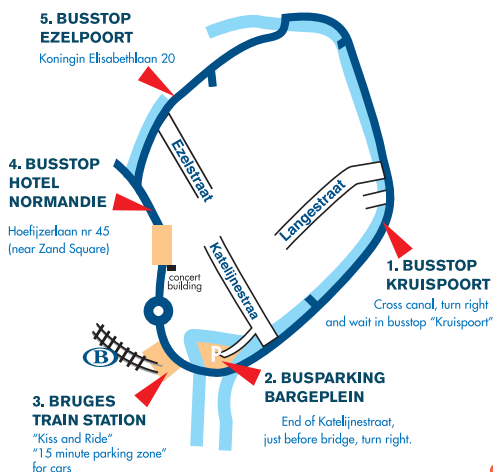 5. BUSSTOP
EZELPOORT
Koningin Elisabethlaan 20
Ezelstraat
4. BUSSTOP
HOTEL
NORMANDIE
Hoefijzerlaan nr 45
(near Zand Square)
Langestraat
Katelijnestraa
concert
building
1. BUSSTOP
KRUISPOORT
Cross canal, turn right
and wait in busstop “Kruispoort”
B
P
3. BRUGES
TRAIN STATION
“Kiss and Ride”
“15 minute parking zone”
for cars
2. BUSPARKING
BARGEPLEIN
End of Katelijnestraat,
just before bridge, turn right.